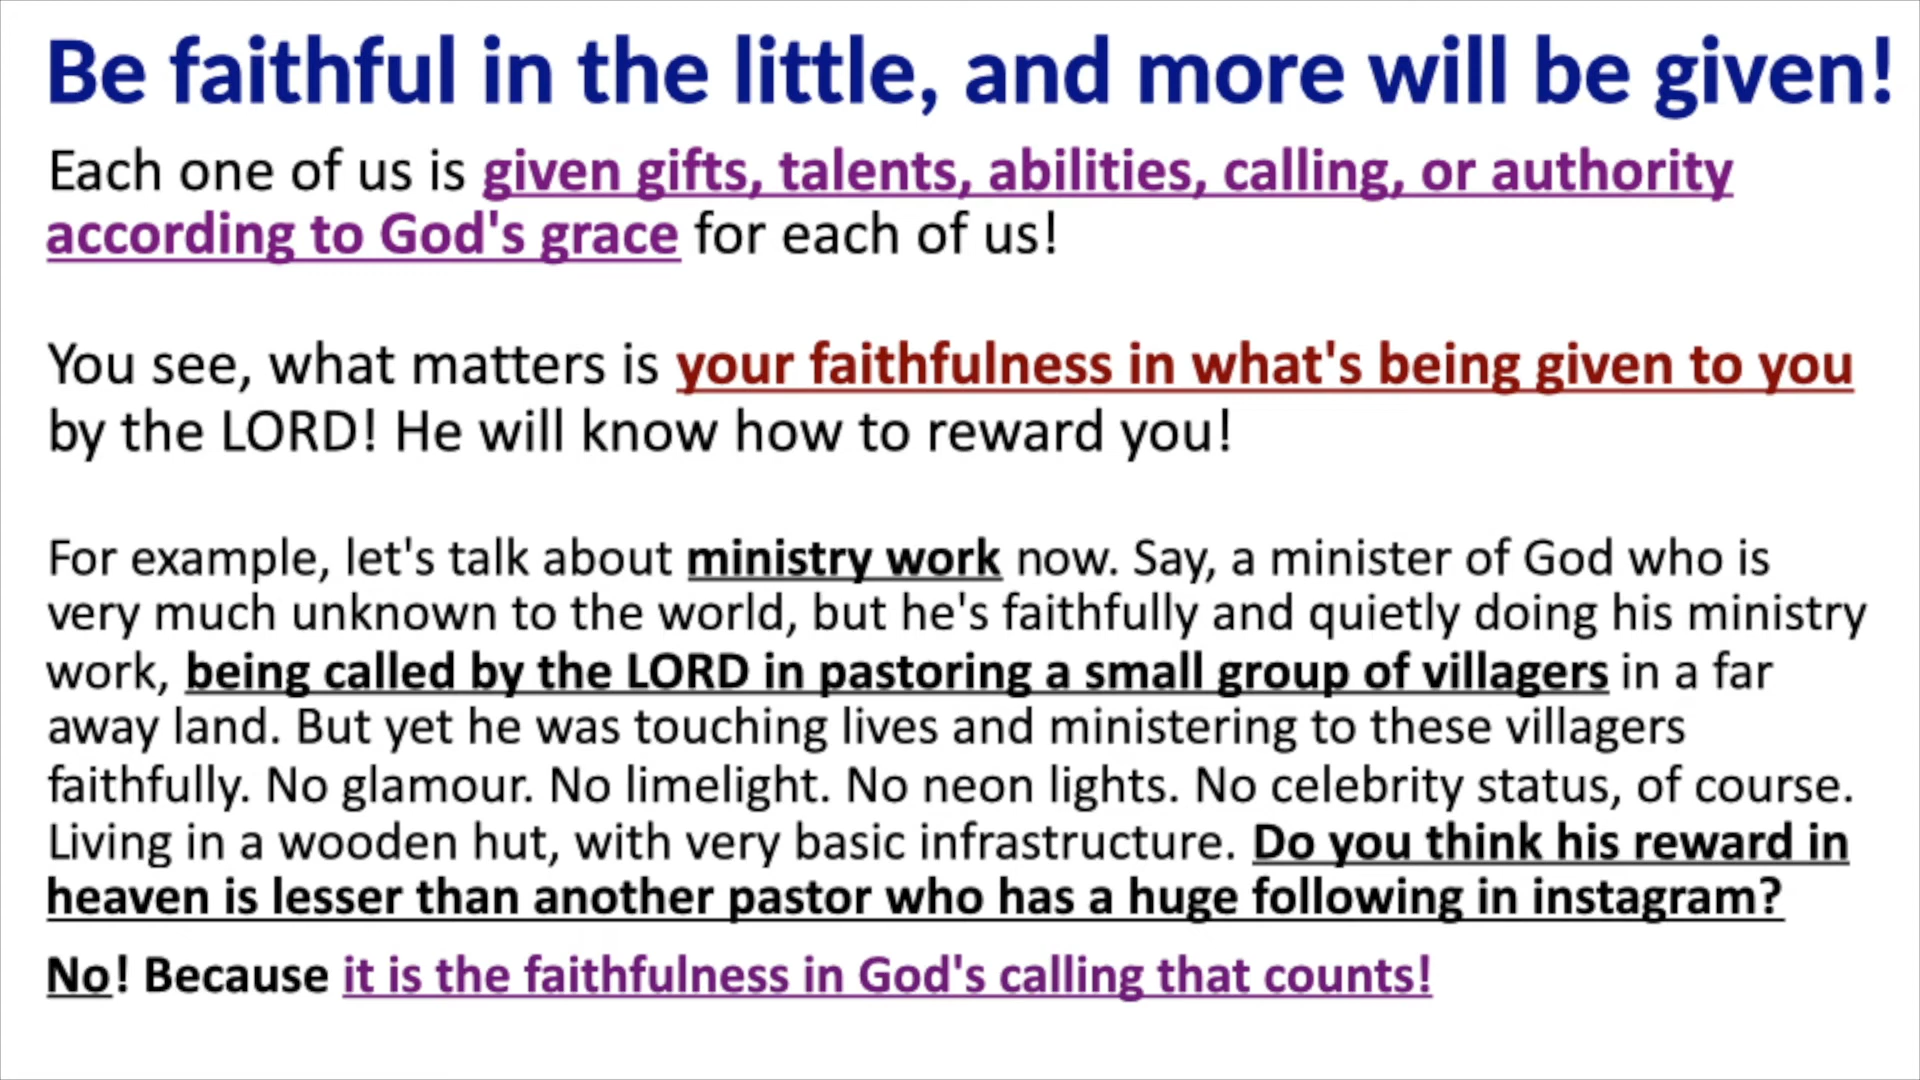 Be faithful in the little, and more will be given!
Each one of us is given gifts, talents, abilities, calling, or authority
according to God's grace for each of us!
You see, what matters is your faithfulness in what's being given to you
by the LORD! He will know how to reward you!
For example, let's talk about ministry work now. Say, a minister of God who is
very much unknown to the world, but he's faithfully and quietly doing his ministry
work, being called by the LORD in pastoring a small group of villagers in a far
away land. But yet he was touching lives and ministering to these villagers
faithfully. No glamour. No limelight. No neon lights. No celebrity status, of course.
Living in a wooden hut, with very basic infrastructure. Do you think his reward in
heaven is lesser than another pastor who has a huge following in instagram?
No! Because it is the faithfulness in God's calling that counts!